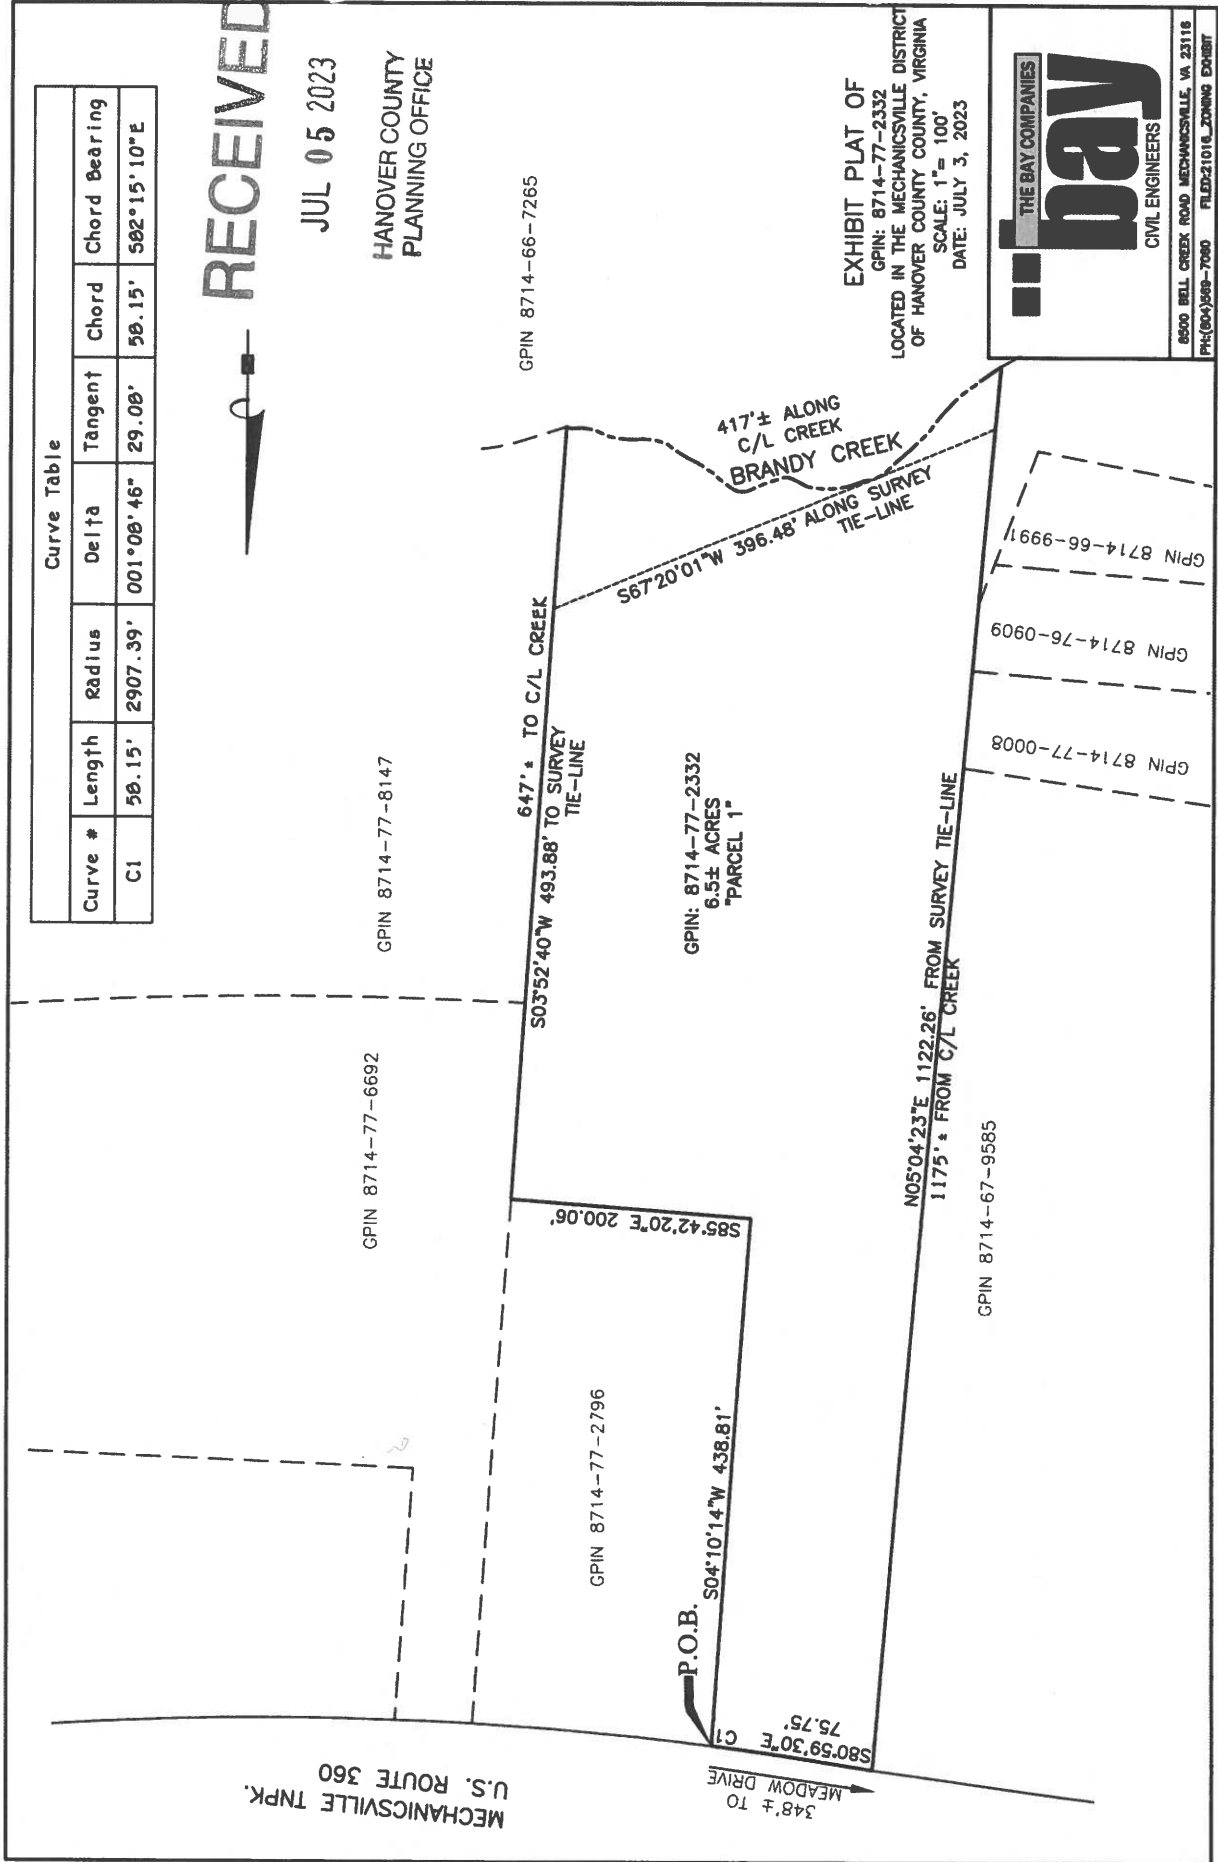 Curve Table
Curve # Length Radius Delta Tangent Chord Chord Bearing
C1 58.15' 2907.39' 001°08'46" 29.08' 58.15' S82°15'10"E
RECEIVED
JUL 05 2023
HANOVER COUNTY
PLANNING OFFICE
GPIN 8714-66-7265
GPIN 8714-77-8147
GPIN 8714-77-6692
GPIN 8714-77-2796
647'± TO C/L CREEK
S03°52'40"W 493.88' TO SURVEY
TIE-LINE
417'± ALONG
C/L CREEK
BRANDY CREEK
S67°20'01"W 396.48' ALONG SURVEY
TIE-LINE
GPIN: 8714-77-2332
6.5± ACRES
"PARCEL 1"
S85°42'20"E 200.06'
S04°10'14"W 438.81'
P.O.B.
C1
S80°59'30"E
75.75'
348'± TO
MEADOW DRIVE
MECHANICSVILLE TNPK.
U.S. ROUTE 360
N05°04'23"E 1122.26' FROM SURVEY TIE-LINE
1175'± FROM C/L CREEK
GPIN 8714-67-9585
GPIN 8714-77-0008
GPIN 8714-76-0909
GPIN 8714-66-9991
EXHIBIT PLAT OF
GPIN: 8714-77-2332
LOCATED IN THE MECHANICSVILLE DISTRICT
OF HANOVER COUNTY COUNTY, VIRGINIA
SCALE: 1"= 100'
DATE: JULY 3, 2023
THE BAY COMPANIES
bay
CIVIL ENGINEERS
8500 BELL CREEK ROAD MECHANICSVILLE, VA 23116
PH:(804)569-7060 FILED:21016_ZONING EXHIBIT